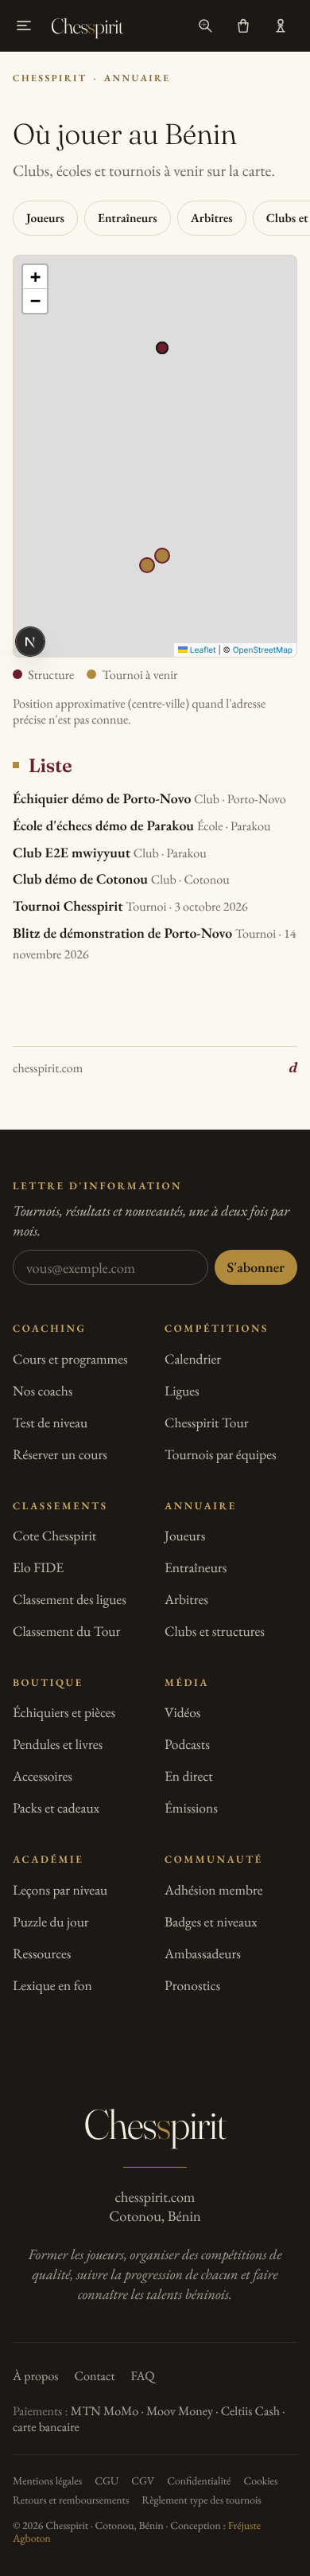 Chesspirit
CHESSPIRIT · ANNUAIRE
Où jouer au Bénin
Clubs, écoles et tournois à venir sur la carte.
Joueurs Entraîneurs Arbitres Clubs et
+
−
N
Leaflet | © OpenStreetMap
Structure Tournoi à venir
Position approximative (centre-ville) quand l'adresse
précise n'est pas connue.
Liste
Échiquier démo de Porto-Novo Club · Porto-Novo
École d'échecs démo de Parakou École · Parakou
Club E2E mwiyyuut Club · Parakou
Club démo de Cotonou Club · Cotonou
Tournoi Chesspirit Tournoi · 3 octobre 2026
Blitz de démonstration de Porto-Novo Tournoi · 14
novembre 2026
chesspirit.com d
LETTRE D'INFORMATION
Tournois, résultats et nouveautés, une à deux fois par
mois.
vous@exemple.com S'abonner
COACHING COMPÉTITIONS
Cours et programmes Calendrier
Nos coachs Ligues
Test de niveau Chesspirit Tour
Réserver un cours Tournois par équipes
CLASSEMENTS ANNUAIRE
Cote Chesspirit Joueurs
Elo FIDE Entraîneurs
Classement des ligues Arbitres
Classement du Tour Clubs et structures
BOUTIQUE MÉDIA
Échiquiers et pièces Vidéos
Pendules et livres Podcasts
Accessoires En direct
Packs et cadeaux Émissions
ACADÉMIE COMMUNAUTÉ
Leçons par niveau Adhésion membre
Puzzle du jour Badges et niveaux
Ressources Ambassadeurs
Lexique en fon Pronostics
Chesspirit
chesspirit.com
Cotonou, Bénin
Former les joueurs, organiser des compétitions de
qualité, suivre la progression de chacun et faire
connaître les talents béninois.
À propos Contact FAQ
Paiements : MTN MoMo · Moov Money · Celtiis Cash ·
carte bancaire
Mentions légales CGU CGV Confidentialité Cookies
Retours et remboursements Règlement type des tournois
© 2026 Chesspirit · Cotonou, Bénin · Conception : Fréjuste
Agboton